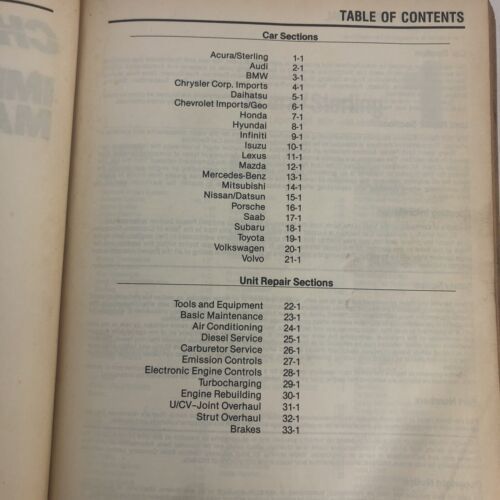 TABLE OF CONTENTS
Car Sections
Acura/Sterling 1-1
Audi 2-1
BMW 3-1
Chrysler Corp. Imports 4-1
Daihatsu 5-1
Chevrolet Imports/Geo 6-1
Honda 7-1
Hyundai 8-1
Infiniti 9-1
Isuzu 10-1
Lexus 11-1
Mazda 12-1
Mercedes-Benz 13-1
Mitsubishi 14-1
Nissan/Datsun 15-1
Porsche 16-1
Saab 17-1
Subaru 18-1
Toyota 19-1
Volkswagen 20-1
Volvo 21-1
Unit Repair Sections
Tools and Equipment 22-1
Basic Maintenance 23-1
Air Conditioning 24-1
Diesel Service 25-1
Carburetor Service 26-1
Emission Controls 27-1
Electronic Engine Controls 28-1
Turbocharging 29-1
Engine Rebuilding 30-1
U/CV-Joint Overhaul 31-1
Strut Overhaul 32-1
Brakes 33-1